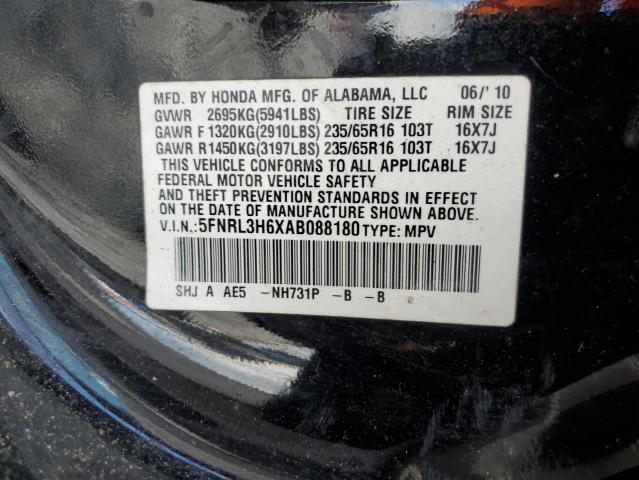 MFD. BY HONDA MFG. OF ALABAMA, LLC 06/'10
GVWR 2695KG(5941LBS) TIRE SIZE RIM SIZE
GAWR F 1320KG(2910LBS) 235/65R16 103T 16X7J
GAWR R1450KG(3197LBS) 235/65R16 103T 16X7J
THIS VEHICLE CONFORMS TO ALL APPLICABLE
FEDERAL MOTOR VEHICLE SAFETY
AND THEFT PREVENTION STANDARDS IN EFFECT
ON THE DATE OF MANUFACTURE SHOWN ABOVE.
V.I.N.:5FNRL3H6XAB088180 TYPE: MPV
SHJ A AE5 -NH731P -B -B